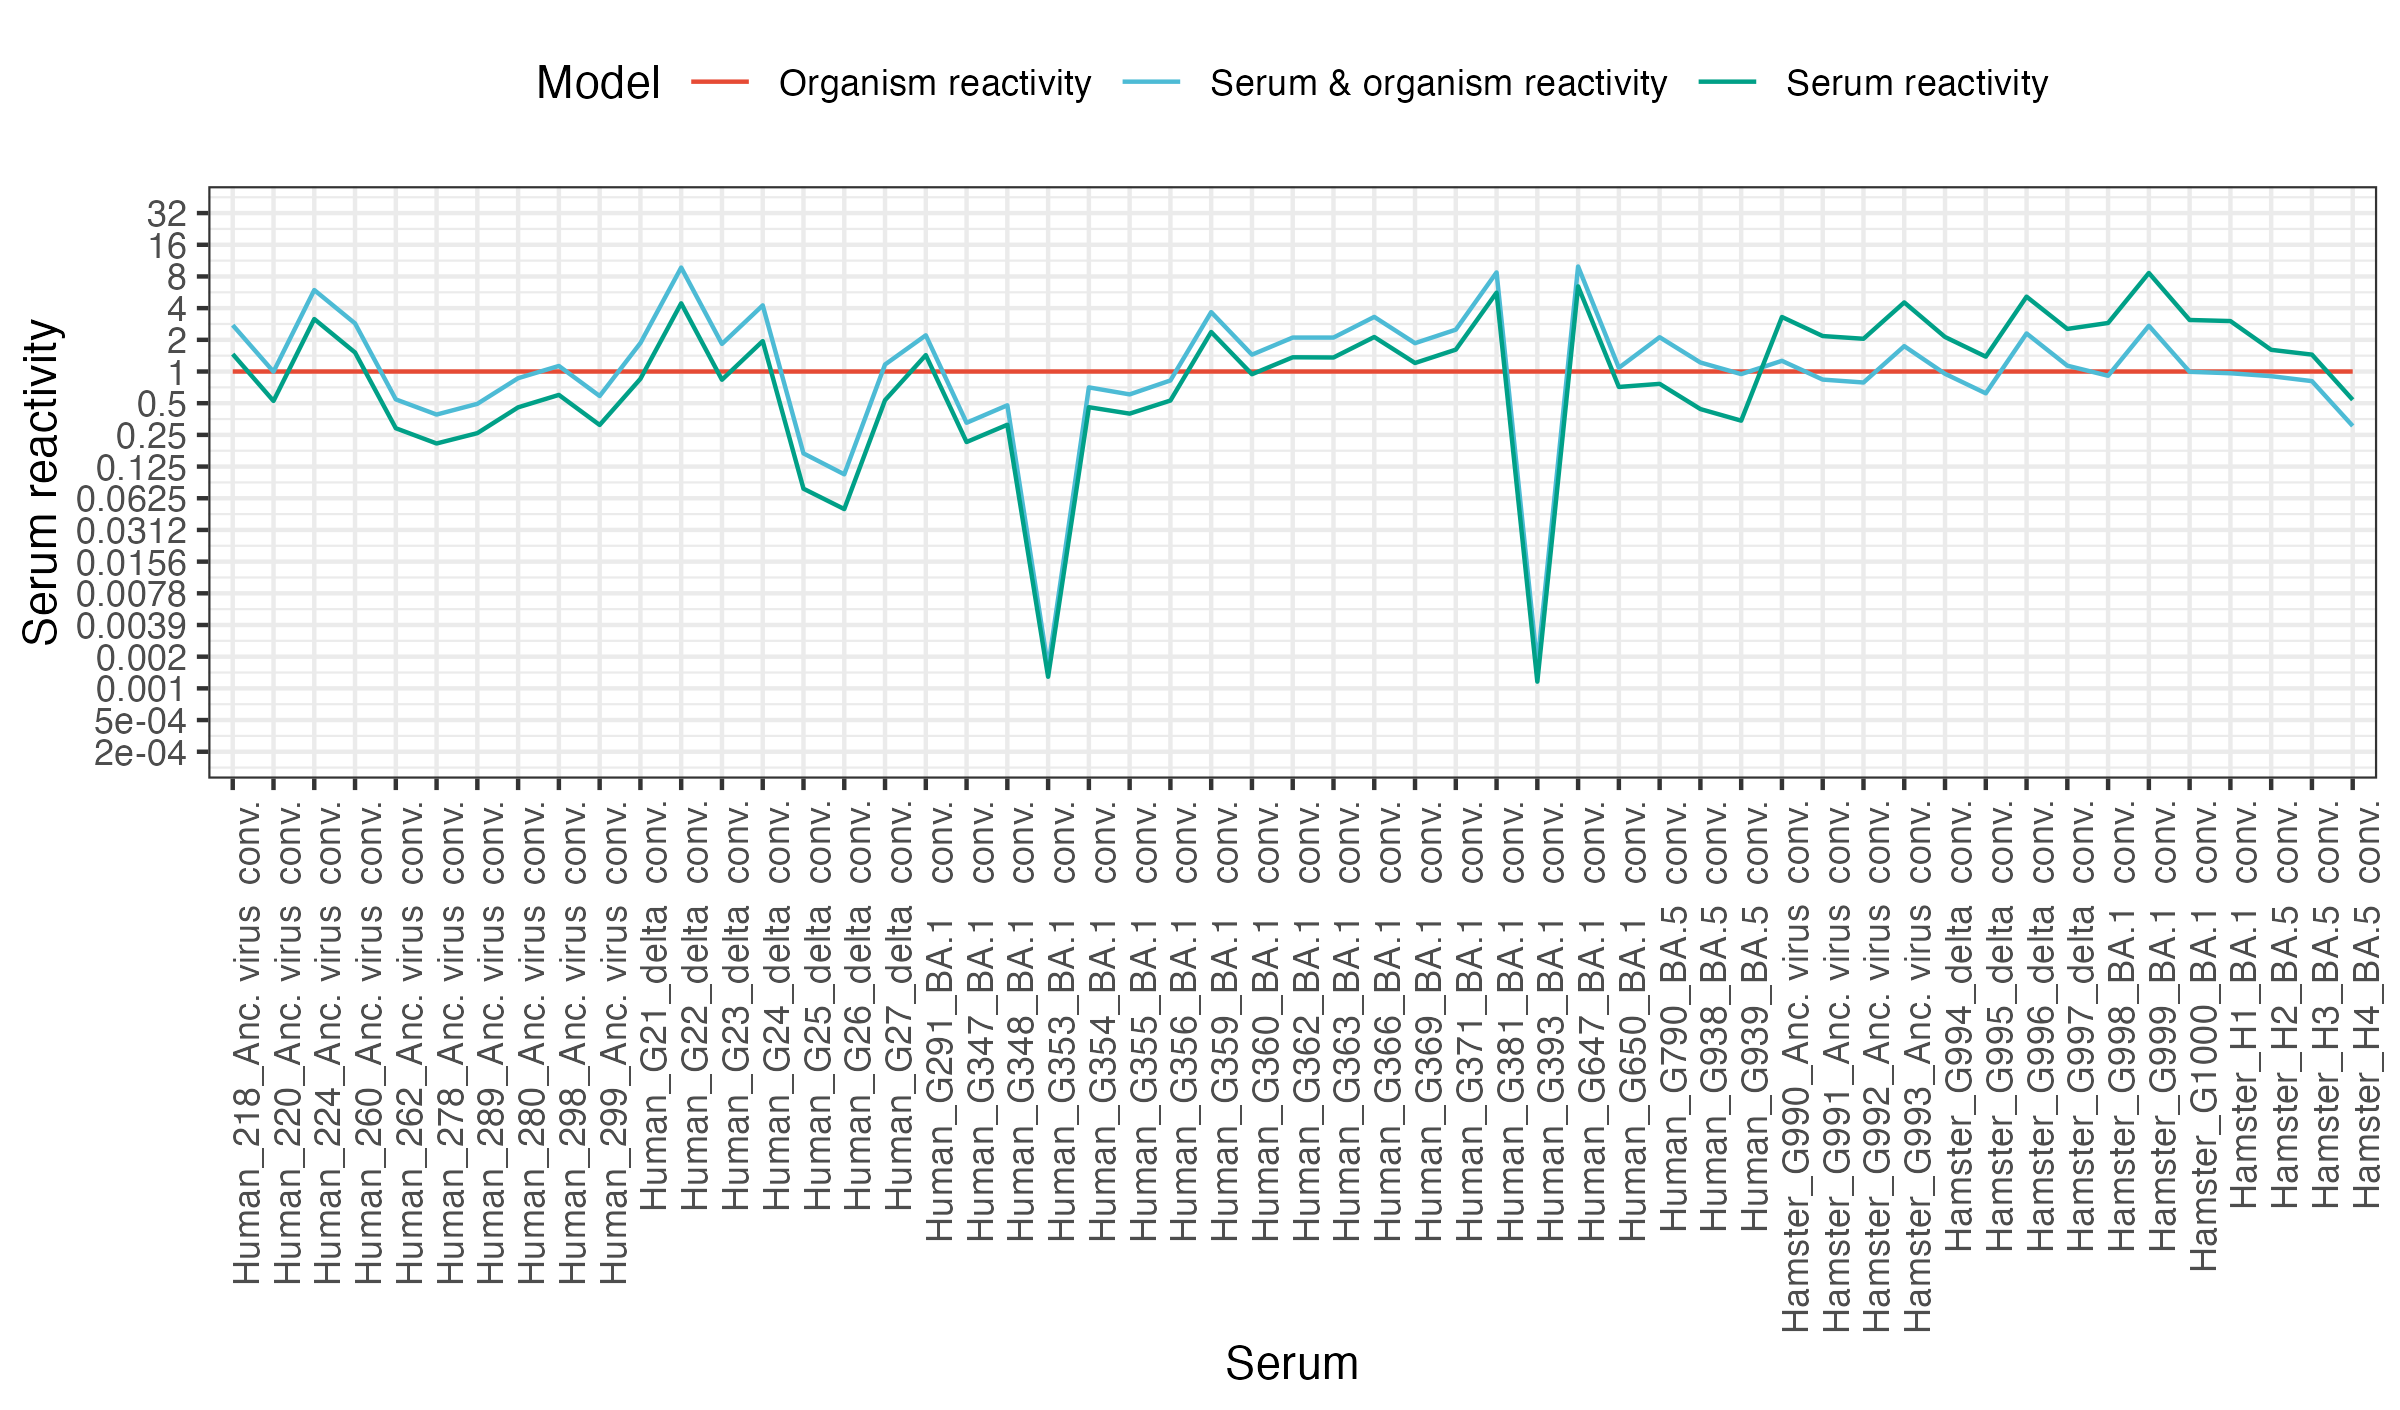 Model Organism reactivity Serum & organism reactivity Serum reactivity
Serum reactivity
32
16
8
4
2
1
0.5
0.25
0.125
0.0625
0.0312
0.0156
0.0078
0.0039
0.002
0.001
5e-04
2e-04
Human_218_Anc. virus conv.
Human_220_Anc. virus conv.
Human_224_Anc. virus conv.
Human_260_Anc. virus conv.
Human_262_Anc. virus conv.
Human_278_Anc. virus conv.
Human_289_Anc. virus conv.
Human_280_Anc. virus conv.
Human_298_Anc. virus conv.
Human_299_Anc. virus conv.
Human_G21_delta conv.
Human_G22_delta conv.
Human_G23_delta conv.
Human_G24_delta conv.
Human_G25_delta conv.
Human_G26_delta conv.
Human_G27_delta conv.
Human_G291_BA.1 conv.
Human_G347_BA.1 conv.
Human_G348_BA.1 conv.
Human_G353_BA.1 conv.
Human_G354_BA.1 conv.
Human_G355_BA.1 conv.
Human_G356_BA.1 conv.
Human_G359_BA.1 conv.
Human_G360_BA.1 conv.
Human_G362_BA.1 conv.
Human_G363_BA.1 conv.
Human_G366_BA.1 conv.
Human_G369_BA.1 conv.
Human_G371_BA.1 conv.
Human_G381_BA.1 conv.
Human_G393_BA.1 conv.
Human_G647_BA.1 conv.
Human_G650_BA.1 conv.
Human_G790_BA.5 conv.
Human_G938_BA.5 conv.
Human_G939_BA.5 conv.
Hamster_G990_Anc. virus conv.
Hamster_G991_Anc. virus conv.
Hamster_G992_Anc. virus conv.
Hamster_G993_Anc. virus conv.
Hamster_G994_delta conv.
Hamster_G995_delta conv.
Hamster_G996_delta conv.
Hamster_G997_delta conv.
Hamster_G998_BA.1 conv.
Hamster_G999_BA.1 conv.
Hamster_G1000_BA.1 conv.
Hamster_H1_BA.1 conv.
Hamster_H2_BA.5 conv.
Hamster_H3_BA.5 conv.
Hamster_H4_BA.5 conv.
Serum